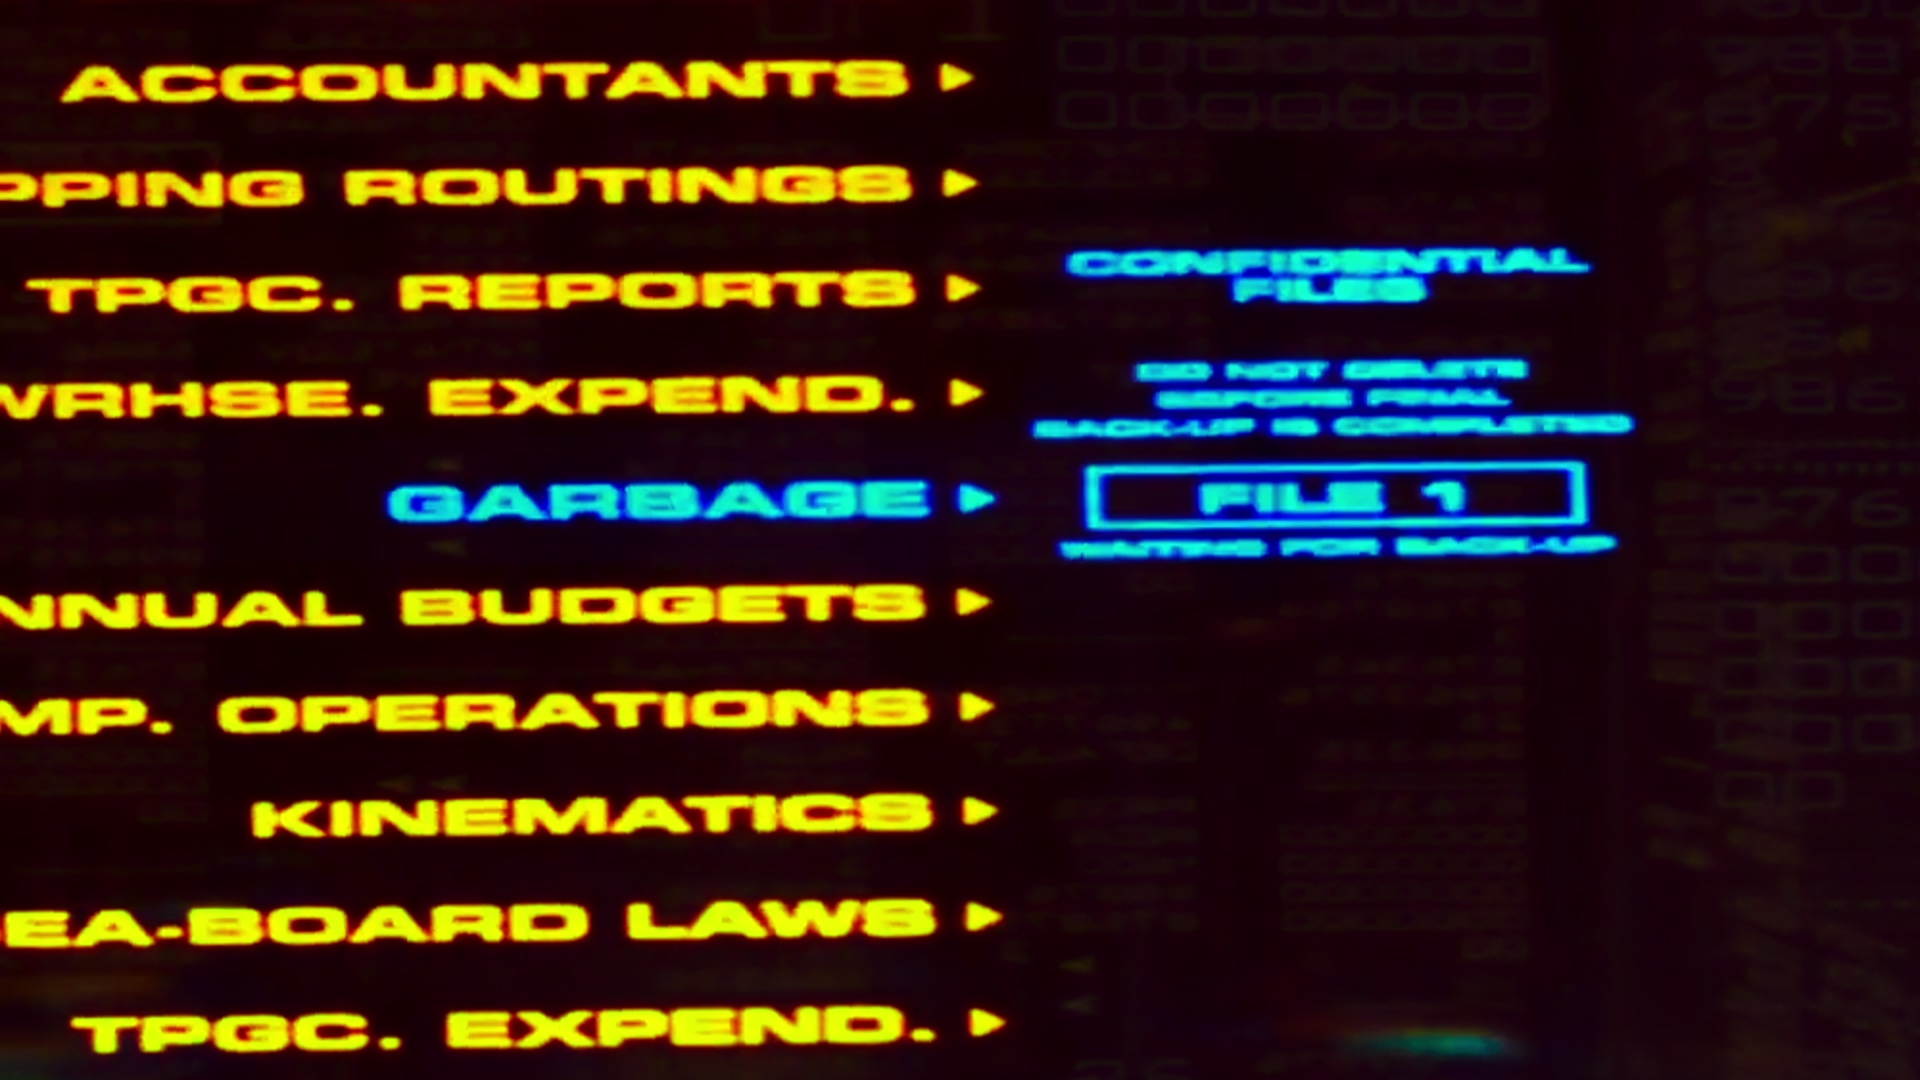 ACCOUNTANTS
PPING ROUTINGS
TPGC. REPORTS
WRHSE. EXPEND.
GARBAGE
NNUAL BUDGETS
MP. OPERATIONS
KINEMATICS
EA-BOARD LAWS
TPGC. EXPEND.
CONFIDENTIAL
FILES
DO NOT DELETE
BEFORE FINAL
BACK-UP IS COMPLETED
FILE 1
WAITING FOR BACK-UP